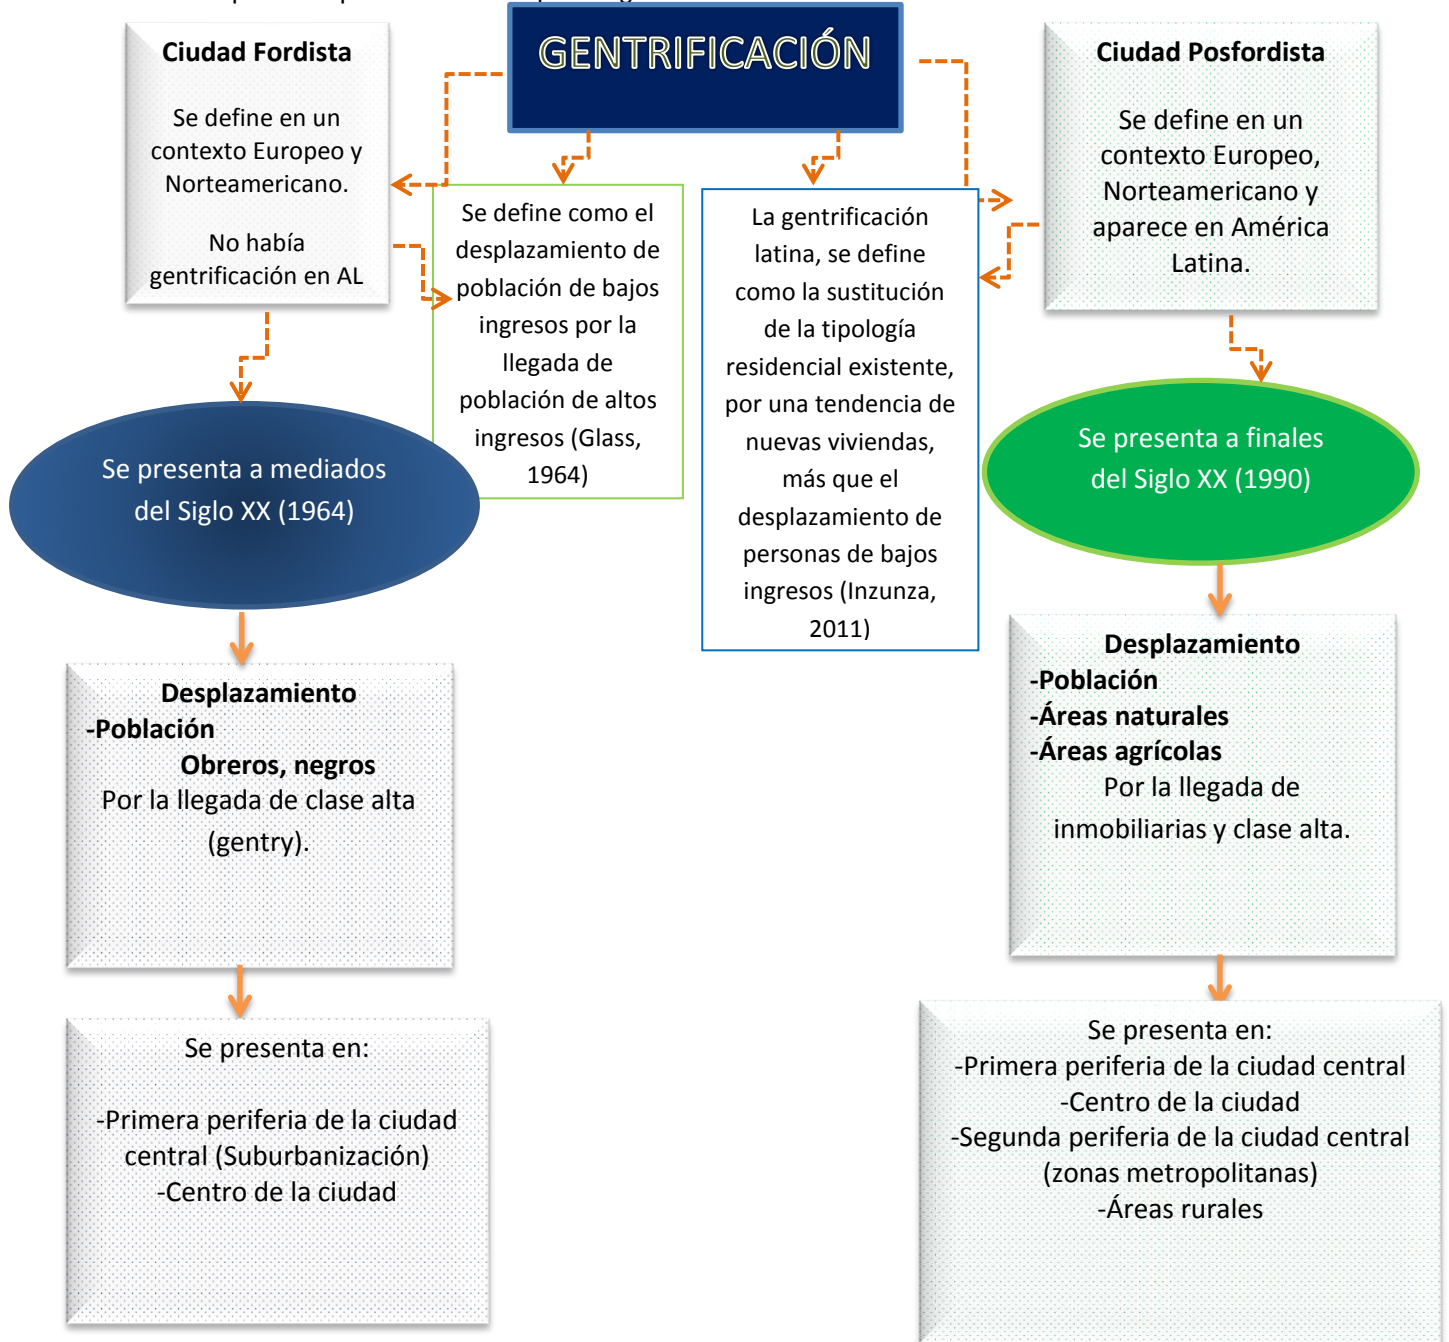 GENTRIFICACIÓN
Ciudad Fordista
Se define en un
contexto Europeo y
Norteamericano.
No había
gentrificación en AL
Se define como el
desplazamiento de
población de bajos
ingresos por la
llegada de
población de altos
ingresos (Glass,
1964)
La gentrificación
latina, se define
como la sustitución
de la tipología
residencial existente,
por una tendencia de
nuevas viviendas,
más que el
desplazamiento de
personas de bajos
ingresos (Inzunza,
2011)
Ciudad Posfordista
Se define en un
contexto Europeo,
Norteamericano y
aparece en América
Latina.
Se presenta a mediados
del Siglo XX (1964)
Se presenta a finales
del Siglo XX (1990)
Desplazamiento
-Población
Obreros, negros
Por la llegada de clase alta
(gentry).
Desplazamiento
-Población
-Áreas naturales
-Áreas agrícolas
Por la llegada de
inmobiliarias y clase alta.
Se presenta en:
-Primera periferia de la ciudad
central (Suburbanización)
-Centro de la ciudad
Se presenta en:
-Primera periferia de la ciudad central
-Centro de la ciudad
-Segunda periferia de la ciudad central
(zonas metropolitanas)
-Áreas rurales